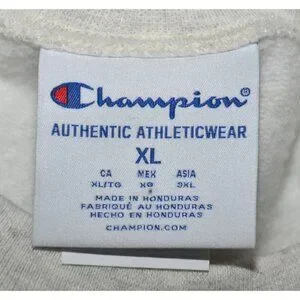 Champion
AUTHENTIC ATHLETICWEAR
XL
CA MEX ASIA
XL/TG XG 2XL
MADE IN HONDURAS
FABRIQUÉ AU HONDURAS
HECHO EN HONDURAS
CHAMPION.COM